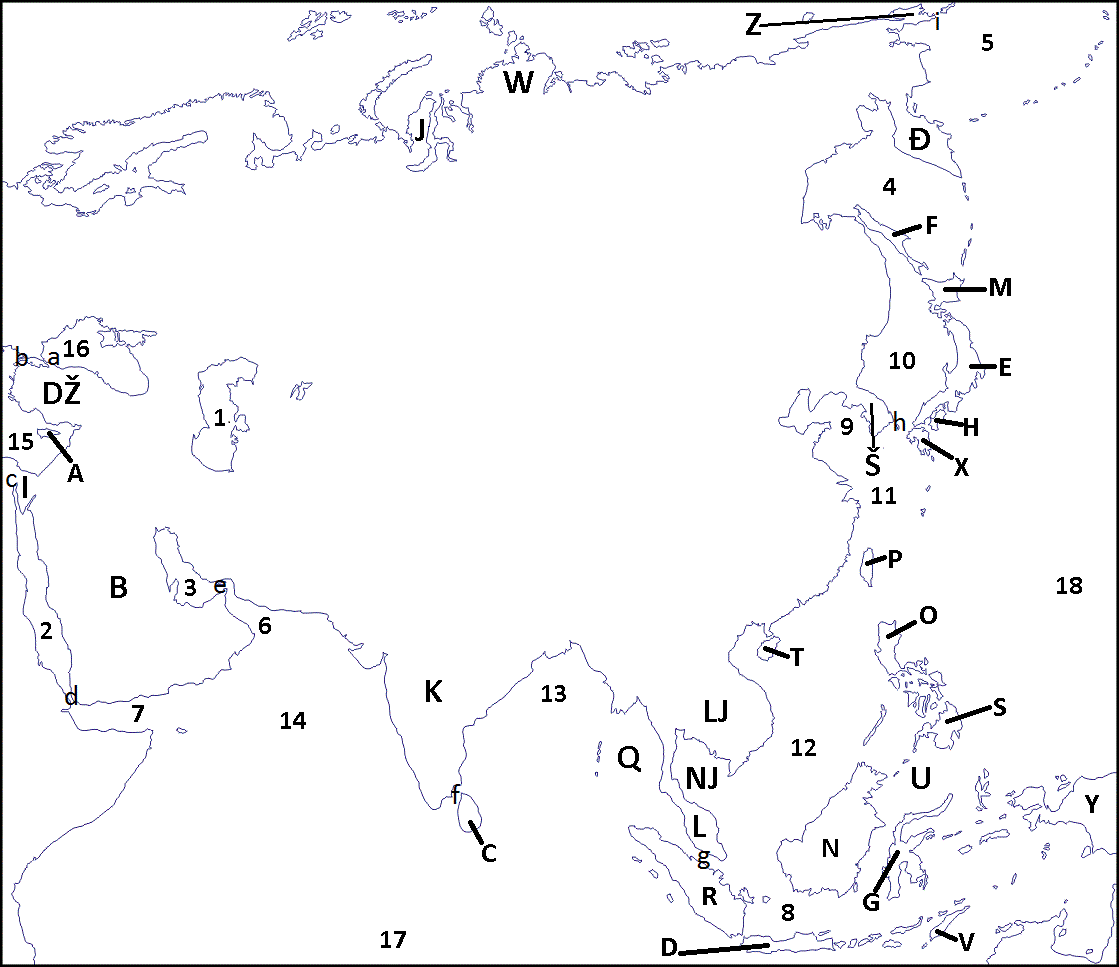 Z
i
5
W
J
Đ
4
F
M
16
b
a
DŽ
10
E
1
9
h
H
15
A
Š
X
c
I
11
P
B
3
e
18
2
6
O
T
K
13
d
7
14
LJ
S
12
Q
NJ
U
f
Y
L
C
g
N
R
G
8
17
D
V